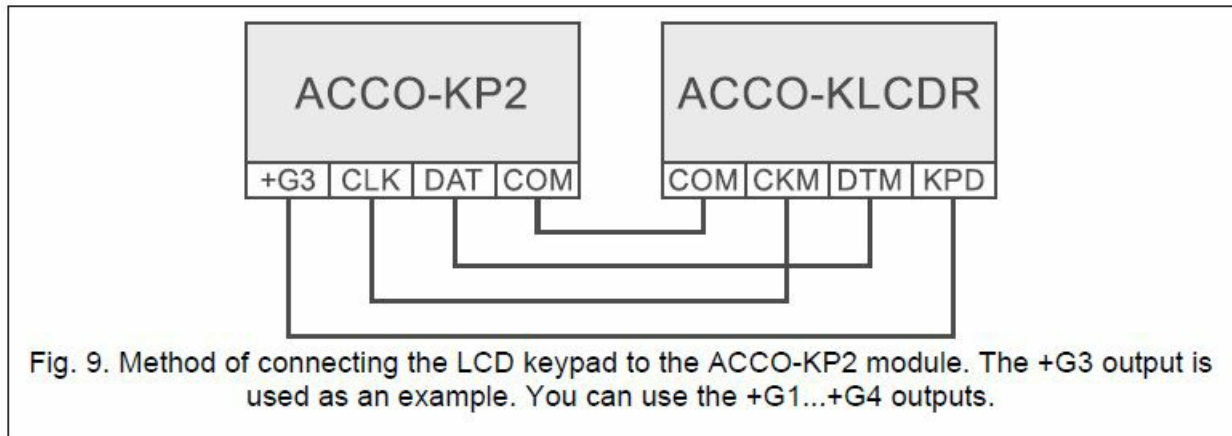 ACCO-KP2 ACCO-KLCDR
+G3 CLK DAT COM COM CKM DTM KPD
Fig. 9. Method of connecting the LCD keypad to the ACCO-KP2 module. The +G3 output is
used as an example. You can use the +G1...+G4 outputs.